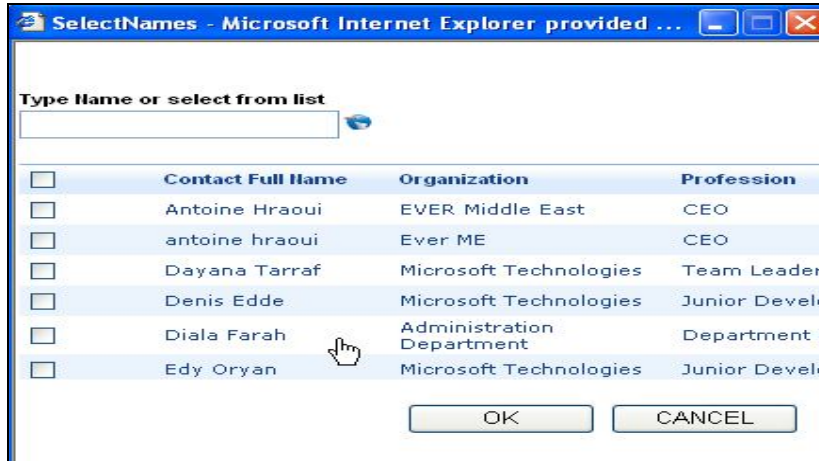 SelectNames - Microsoft Internet Explorer provided ...
Type Name or select from list
Contact Full Name Organization Profession
Antoine Hraoui EVER Middle East CEO
antoine hraoui Ever ME CEO
Dayana Tarraf Microsoft Technologies Team Leader
Denis Edde Microsoft Technologies Junior Develo
Diala Farah Administration Department Department
Edy Oryan Microsoft Technologies Junior Develo
OK CANCEL